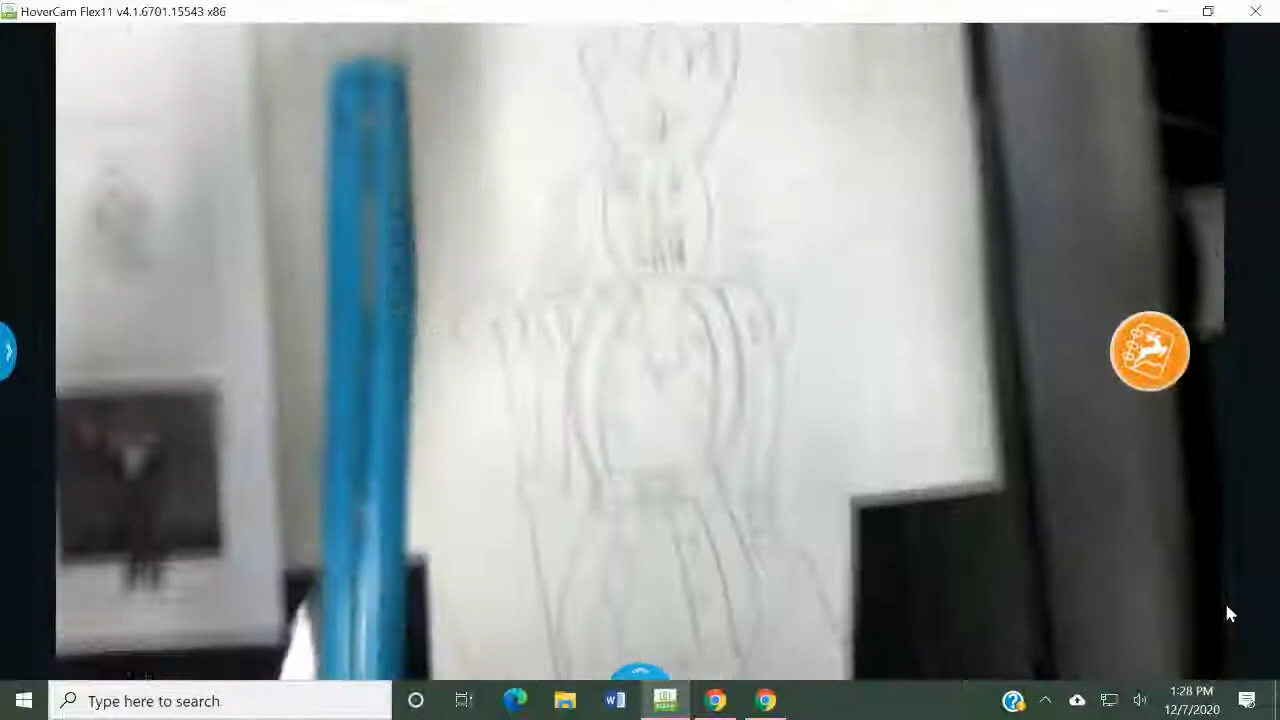 HoverCam Flex11 v4.1.6701.15543 x86
Type here to search
1:28 PM
12/7/2020